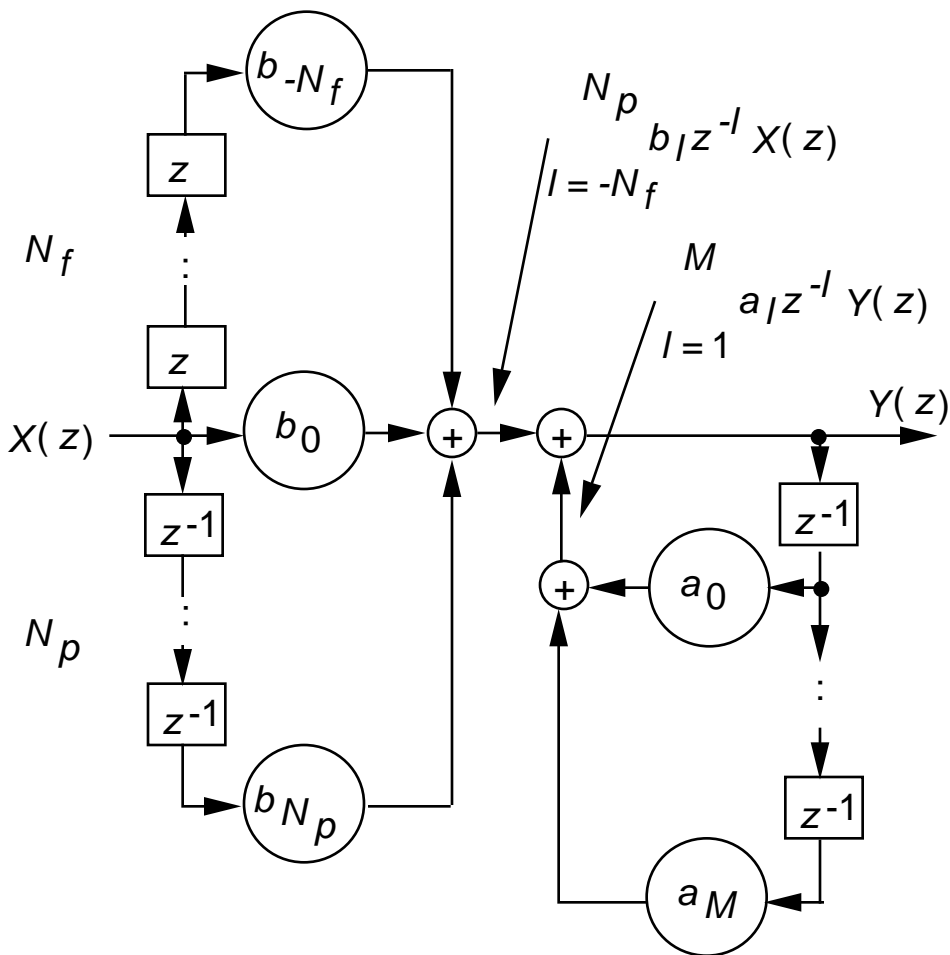 b-Nf
Np
bl z-l X(z)
l = -Nf
z
Nf
⋮
M
al z-l Y(z)
l = 1
z
X(z)
b0
+
+
Y(z)
z-1
z-1
+
a0
⋮
Np
⋮
z-1
z-1
bNp
aM